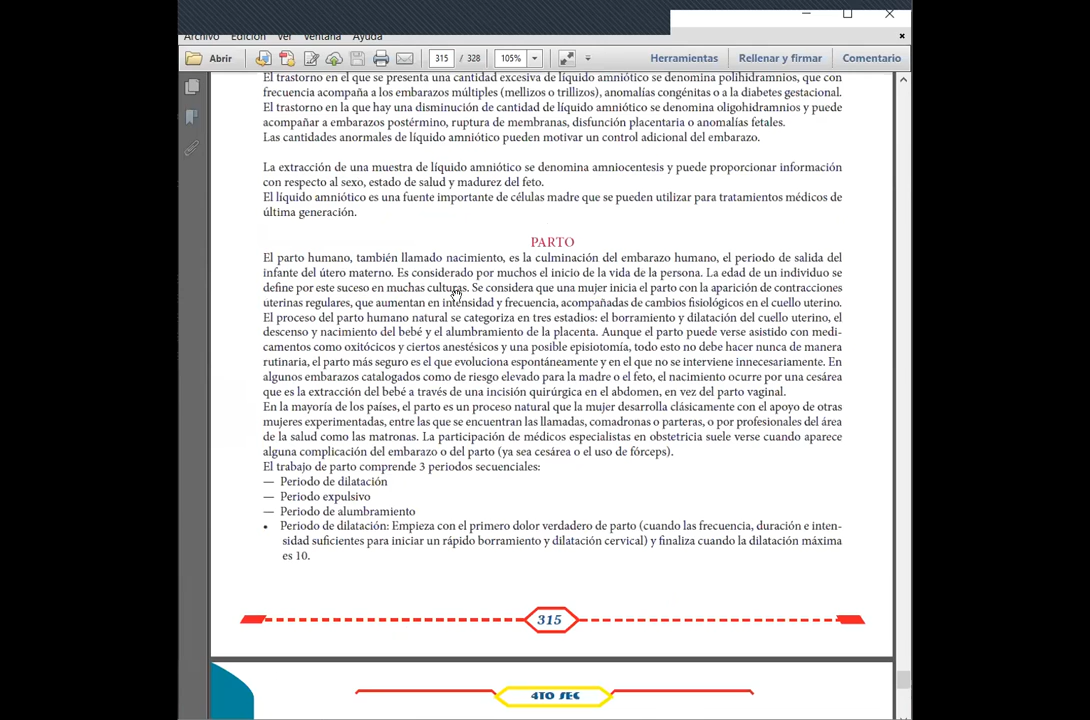 Archivo Edición Ver Ventana Ayuda
Abrir 315 / 328 105% Herramientas Rellenar y firmar Comentario
El trastorno en el que se presenta una cantidad excesiva de líquido amniótico se denomina polihidramnios, que con
frecuencia acompaña a los embarazos múltiples (mellizos o trillizos), anomalías congénitas o a la diabetes gestacional.
El trastorno en la que hay una disminución de cantidad de líquido amniótico se denomina oligohidramnios y puede
acompañar a embarazos postérmino, ruptura de membranas, disfunción placentaria o anomalías fetales.
Las cantidades anormales de líquido amniótico pueden motivar un control adicional del embarazo.
La extracción de una muestra de líquido amniótico se denomina amniocentesis y puede proporcionar información
con respecto al sexo, estado de salud y madurez del feto.
El líquido amniótico es una fuente importante de células madre que se pueden utilizar para tratamientos médicos de
última generación.
PARTO
El parto humano, también llamado nacimiento, es la culminación del embarazo humano, el periodo de salida del
infante del útero materno. Es considerado por muchos el inicio de la vida de la persona. La edad de un individuo se
define por este suceso en muchas culturas. Se considera que una mujer inicia el parto con la aparición de contracciones
uterinas regulares, que aumentan en intensidad y frecuencia, acompañadas de cambios fisiológicos en el cuello uterino.
El proceso del parto humano natural se categoriza en tres estadios: el borramiento y dilatación del cuello uterino, el
descenso y nacimiento del bebé y el alumbramiento de la placenta. Aunque el parto puede verse asistido con medi-
camentos como oxitócicos y ciertos anestésicos y una posible episiotomía, todo esto no debe hacer nunca de manera
rutinaria, el parto más seguro es el que evoluciona espontáneamente y en el que no se interviene innecesariamente. En
algunos embarazos catalogados como de riesgo elevado para la madre o el feto, el nacimiento ocurre por una cesárea
que es la extracción del bebé a través de una incisión quirúrgica en el abdomen, en vez del parto vaginal.
En la mayoría de los países, el parto es un proceso natural que la mujer desarrolla clásicamente con el apoyo de otras
mujeres experimentadas, entre las que se encuentran las llamadas, comadronas o parteras, o por profesionales del área
de la salud como las matronas. La participación de médicos especialistas en obstetricia suele verse cuando aparece
alguna complicación del embarazo o del parto (ya sea cesárea o el uso de fórceps).
El trabajo de parto comprende 3 periodos secuenciales:
— Periodo de dilatación
— Periodo expulsivo
— Periodo de alumbramiento
• Periodo de dilatación: Empieza con el primero dolor verdadero de parto (cuando las frecuencia, duración e inten-
sidad suficientes para iniciar un rápido borramiento y dilatación cervical) y finaliza cuando la dilatación máxima
es 10.
315
4TO SEC